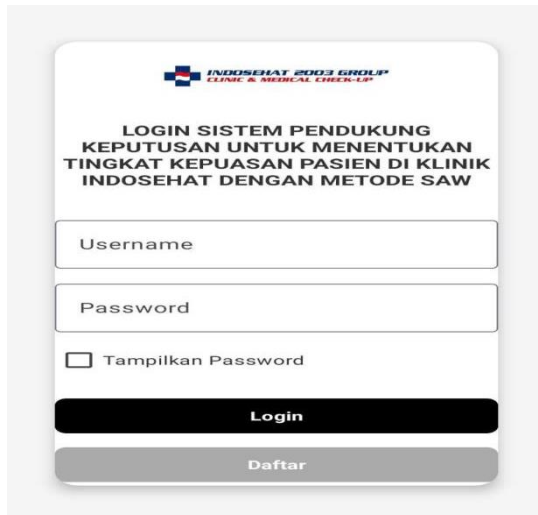 INDOSEHAT 2003 GROUP
CLINIC & MEDICAL CHECK-UP
LOGIN SISTEM PENDUKUNG
KEPUTUSAN UNTUK MENENTUKAN
TINGKAT KEPUASAN PASIEN DI KLINIK
INDOSEHAT DENGAN METODE SAW
Username
Password
Tampilkan Password
Login
Daftar